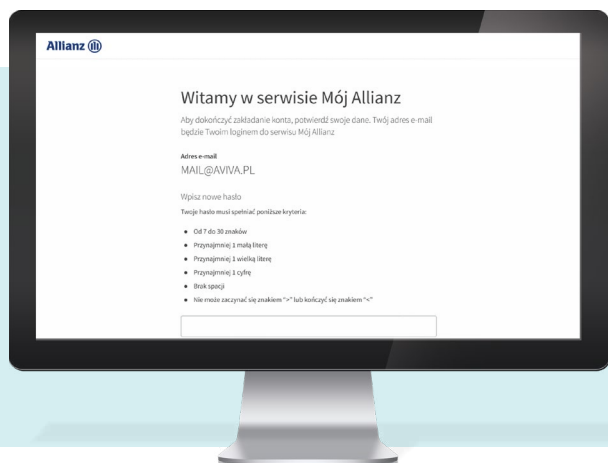 Allianz
Witamy w serwisie Mój Allianz
Aby dokończyć zakładanie konta, potwierdź swoje dane. Twój adres e-mail
będzie Twoim loginem do serwisu Mój Allianz
Adres e-mail
MAIL@AVIVA.PL
Wpisz nowe hasło
Twoje hasło musi spełniać poniższe kryteria:
● Od 7 do 30 znaków
● Przynajmniej 1 małą literę
● Przynajmniej 1 wielką literę
● Przynajmniej 1 cyfrę
● Brak spacji
● Nie może zaczynać się znakiem ">" lub kończyć się znakiem "<"